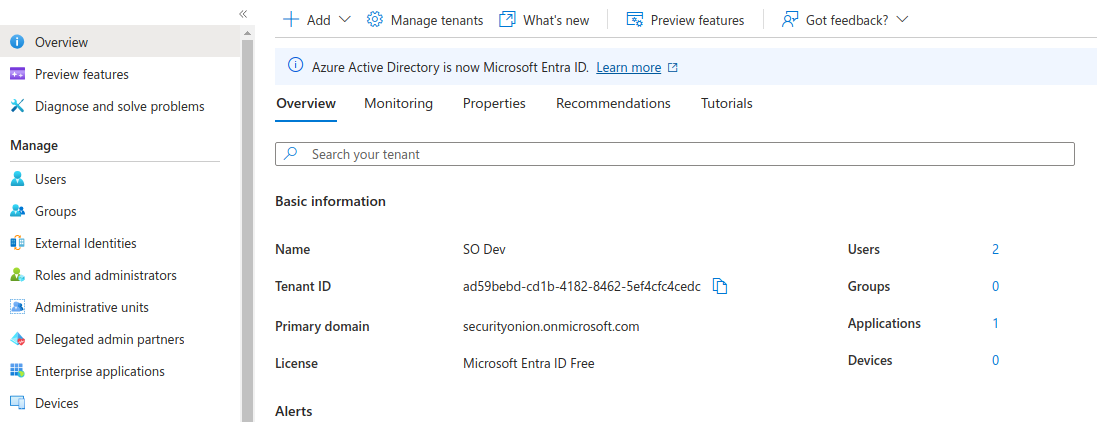 Overview
Preview features
Diagnose and solve problems
Manage
Users
Groups
External Identities
Roles and administrators
Administrative units
Delegated admin partners
Enterprise applications
Devices
Add Manage tenants What's new Preview features Got feedback?
Azure Active Directory is now Microsoft Entra ID. Learn more
Overview Monitoring Properties Recommendations Tutorials
Search your tenant
Basic information
Name SO Dev Users 2
Tenant ID ad59bebd-cd1b-4182-8462-5ef4cfc4cedc Groups 0
Primary domain securityonion.onmicrosoft.com Applications 1
License Microsoft Entra ID Free Devices 0
Alerts